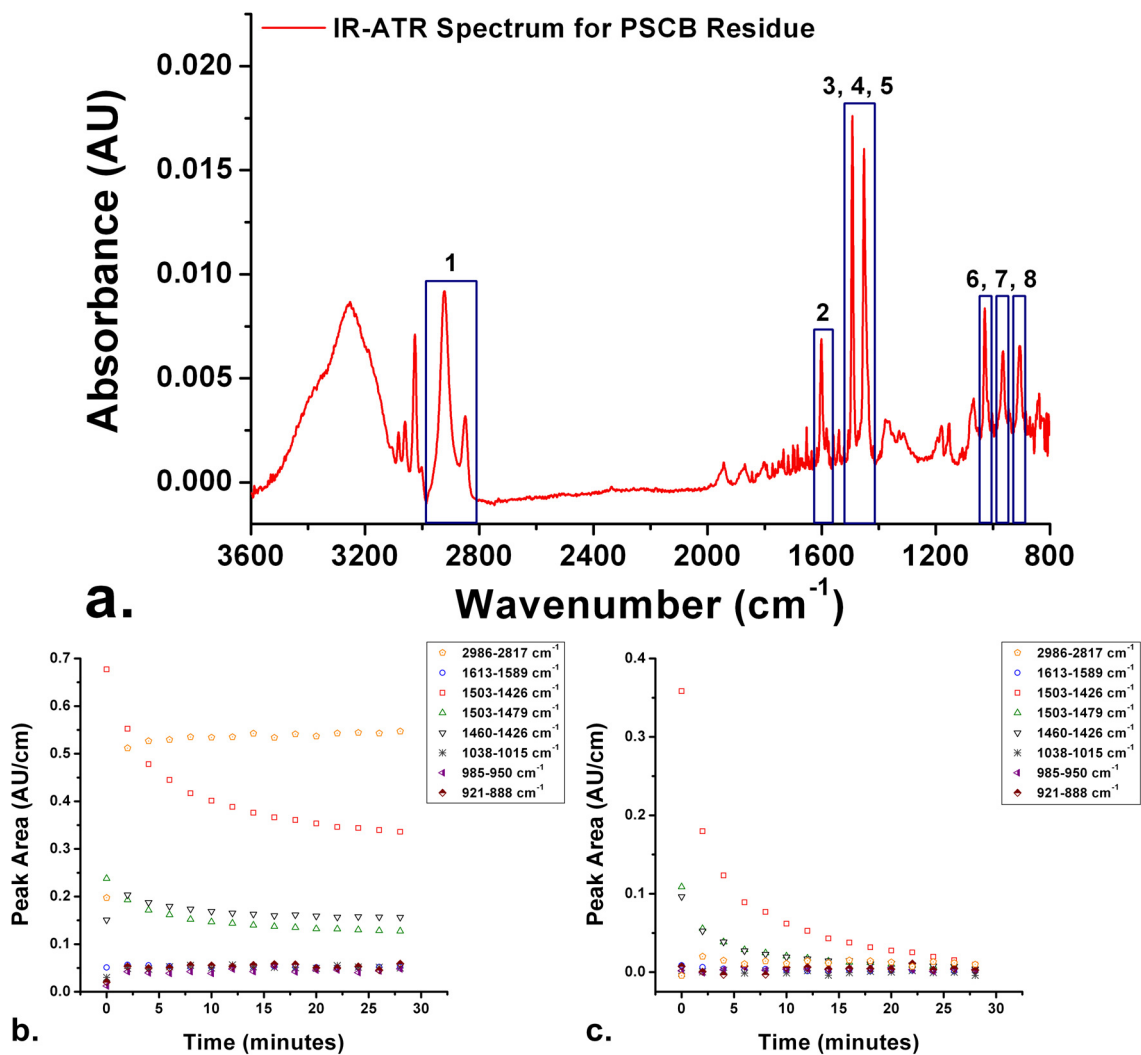 IR-ATR Spectrum for PSCB Residue
0.020
0.015
0.010
0.005
0.000
Absorbance (AU)
1
2
3, 4, 5
6, 7, 8
3600 3200 2800 2400 2000 1600 1200 800
Wavenumber (cm⁻¹)
a.
0.7
0.6
0.5
0.4
0.3
0.2
0.1
0.0
Peak Area (AU/cm)
0 5 10 15 20 25 30
Time (minutes)
2986-2817 cm⁻¹
1613-1589 cm⁻¹
1503-1426 cm⁻¹
1503-1479 cm⁻¹
1460-1426 cm⁻¹
1038-1015 cm⁻¹
985-950 cm⁻¹
921-888 cm⁻¹
b.
0.4
0.3
0.2
0.1
0.0
Peak Area (AU/cm)
0 5 10 15 20 25 30
Time (minutes)
2986-2817 cm⁻¹
1613-1589 cm⁻¹
1503-1426 cm⁻¹
1503-1479 cm⁻¹
1460-1426 cm⁻¹
1038-1015 cm⁻¹
985-950 cm⁻¹
921-888 cm⁻¹
c.